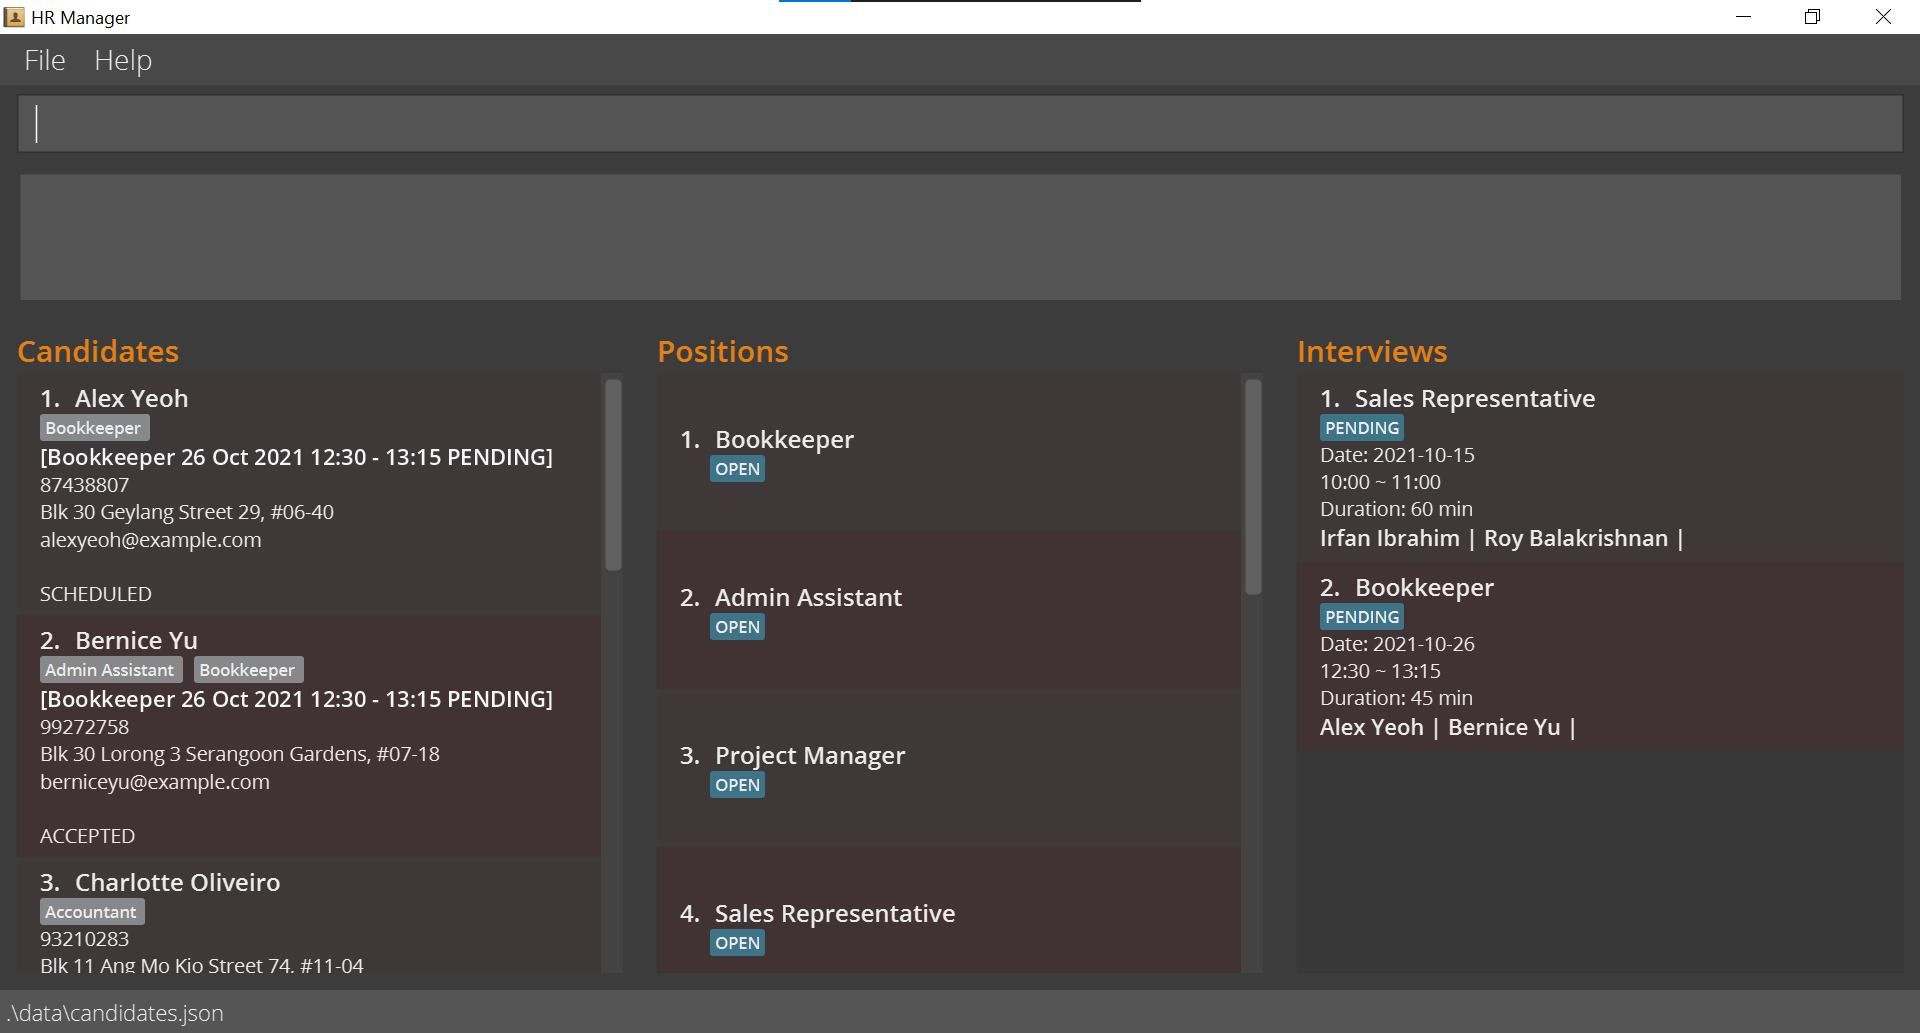 HR Manager
File Help
Candidates
1. Alex Yeoh
Bookkeeper
[Bookkeeper 26 Oct 2021 12:30 - 13:15 PENDING]
87438807
Blk 30 Geylang Street 29, #06-40
alexyeoh@example.com
SCHEDULED
2. Bernice Yu
Admin Assistant Bookkeeper
[Bookkeeper 26 Oct 2021 12:30 - 13:15 PENDING]
99272758
Blk 30 Lorong 3 Serangoon Gardens, #07-18
berniceyu@example.com
ACCEPTED
3. Charlotte Oliveiro
Accountant
93210283
Blk 11 Ang Mo Kio Street 74, #11-04
Positions
1. Bookkeeper
OPEN
2. Admin Assistant
OPEN
3. Project Manager
OPEN
4. Sales Representative
OPEN
Interviews
1. Sales Representative
PENDING
Date: 2021-10-15
10:00 ~ 11:00
Duration: 60 min
Irfan Ibrahim | Roy Balakrishnan |
2. Bookkeeper
PENDING
Date: 2021-10-26
12:30 ~ 13:15
Duration: 45 min
Alex Yeoh | Bernice Yu |
.\data\candidates.json